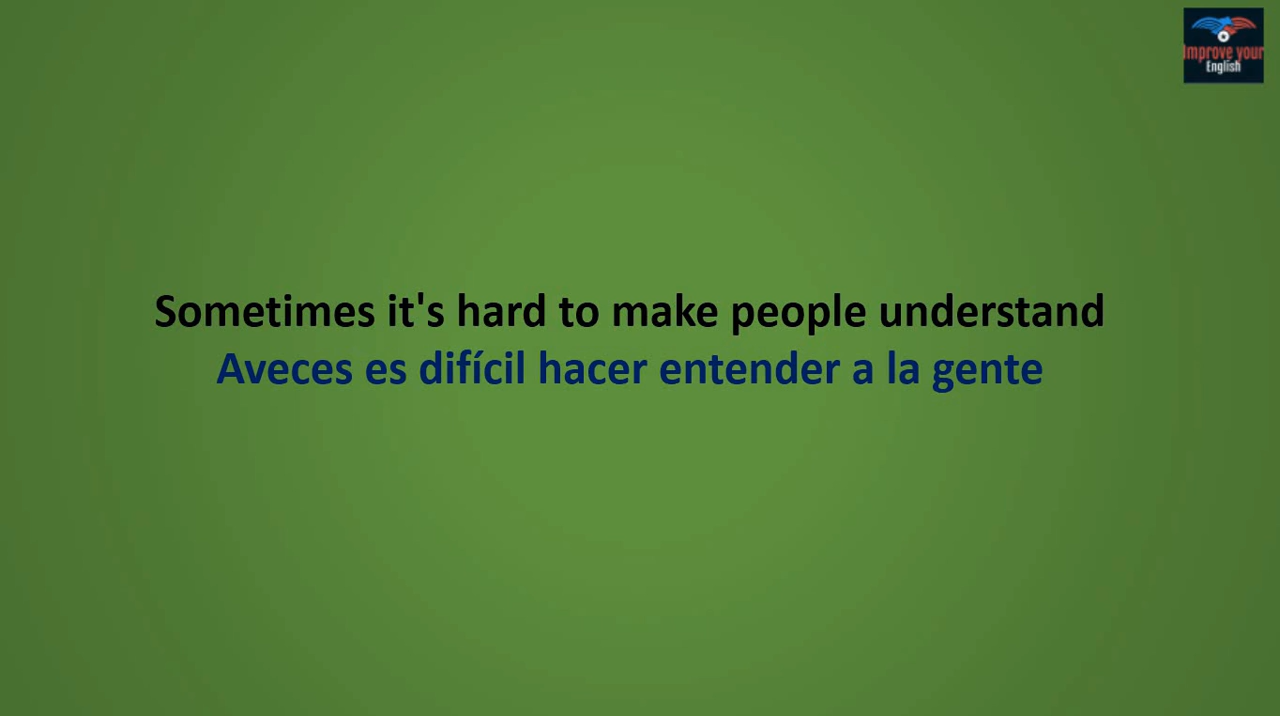 Improve your
English
Sometimes it's hard to make people understand
Aveces es difícil hacer entender a la gente